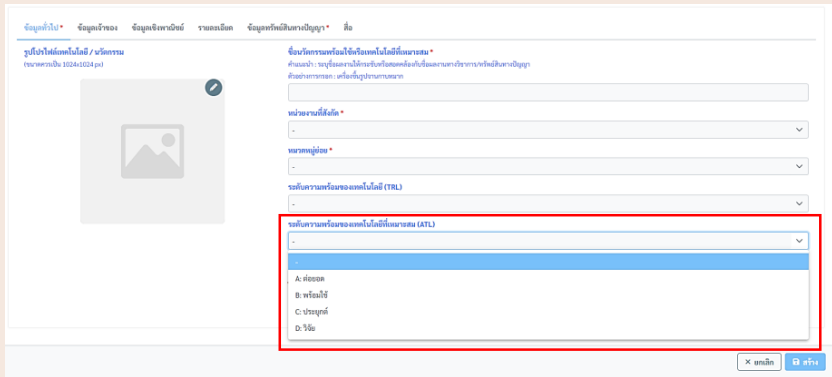 ข้อมูลทั่วไป * ข้อมูลเจ้าของ ข้อมูลเชิงพาณิชย์ รายละเอียด ข้อมูลทรัพย์สินทางปัญญา * สื่อ
รูปโปรไฟล์เทคโนโลยี / นวัตกรรม
(ขนาดควรเป็น 1024x1024 px)
ชื่อนวัตกรรมพร้อมใช้หรือเทคโนโลยีที่เหมาะสม *
คำแนะนำ : ระบุชื่อผลงานให้กระชับหรือสอดคล้องกับชื่อผลงานทางวิชาการ/ทรัพย์สินทางปัญญา
ตัวอย่างการกรอก : เครื่องขึ้นรูปจานกาบหมาก
หน่วยงานที่สังกัด *
-
หมวดหมู่ย่อย *
-
ระดับความพร้อมของเทคโนโลยี (TRL)
-
ระดับความพร้อมของเทคโนโลยีที่เหมาะสม (ATL)
-
-
A: ต่อยอด
B: พร้อมใช้
C: ประยุกต์
D: วิจัย
× ยกเลิก สร้าง